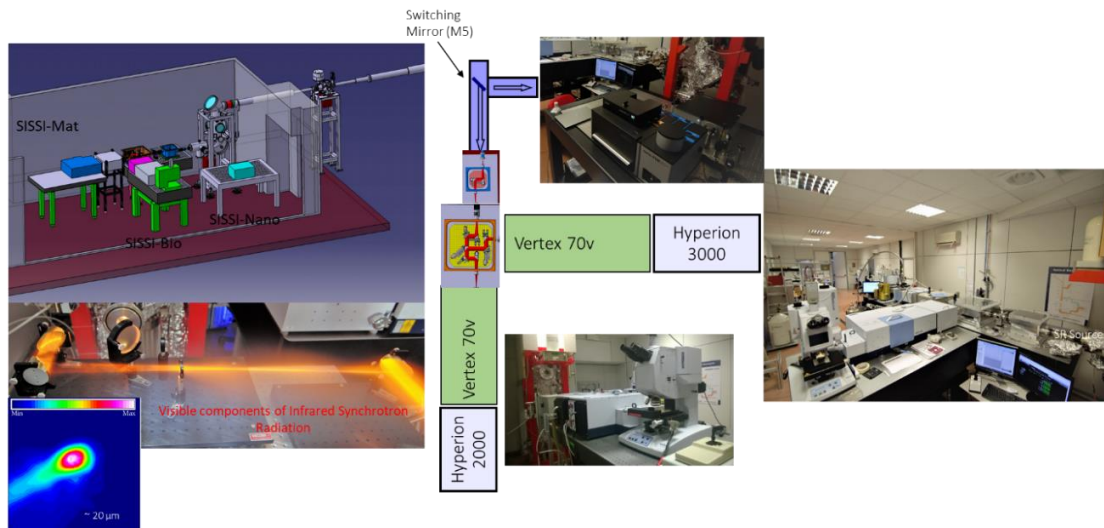 Switching
Mirror (M5)
SISSI-Mat
SISSI-Nano
SISSI-Bio
Vertex 70v
Hyperion
3000
Vertex 70v
Hyperion
2000
SR Source
Visible components of Infrared Synchrotron
Radiation
Min
Max
~ 20 µm